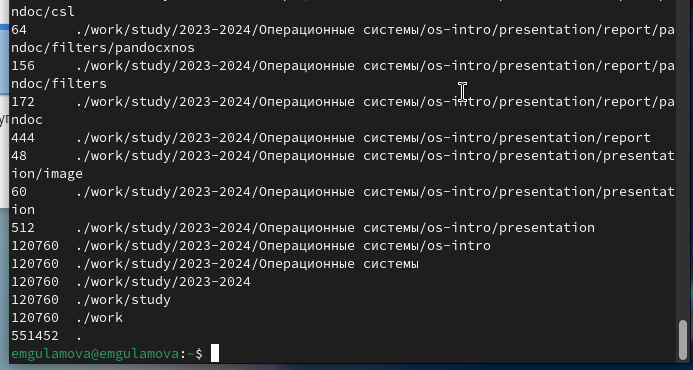 ndoc/csl
64      ./work/study/2023-2024/Операционные системы/os-intro/presentation/report/pa
ndoc/filters/pandocxnos
156     ./work/study/2023-2024/Операционные системы/os-intro/presentation/report/pa
ndoc/filters
172     ./work/study/2023-2024/Операционные системы/os-intro/presentation/report/pa
ndoc
444     ./work/study/2023-2024/Операционные системы/os-intro/presentation/report
48      ./work/study/2023-2024/Операционные системы/os-intro/presentation/presentat
ion/image
60      ./work/study/2023-2024/Операционные системы/os-intro/presentation/presentat
ion
512     ./work/study/2023-2024/Операционные системы/os-intro/presentation
120760  ./work/study/2023-2024/Операционные системы/os-intro
120760  ./work/study/2023-2024/Операционные системы
120760  ./work/study/2023-2024
120760  ./work/study
120760  ./work
551452  .
emgulamova@emgulamova:~$